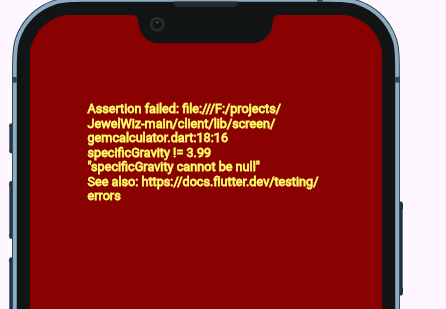 Assertion failed: file:///F:/projects/
JewelWiz-main/client/lib/screen/
gemcalculator.dart:18:16
specificGravity != 3.99
"specificGravity cannot be null"
See also: https://docs.flutter.dev/testing/
errors